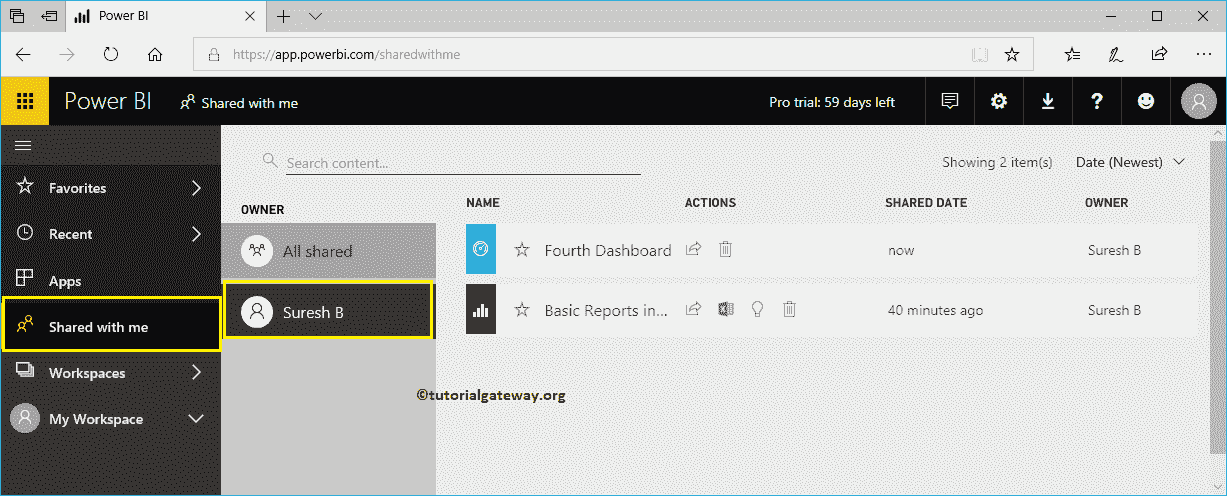 Power BI
https://app.powerbi.com/sharedwithme
Power BI Shared with me Pro trial: 59 days left ?
Search content... Showing 2 item(s) Date (Newest)
Favorites
Recent
Apps
Shared with me
Workspaces
My Workspace
OWNER
All shared
Suresh B
NAME ACTIONS SHARED DATE OWNER
Fourth Dashboard now Suresh B
Basic Reports in... 40 minutes ago Suresh B
©tutorialgateway.org